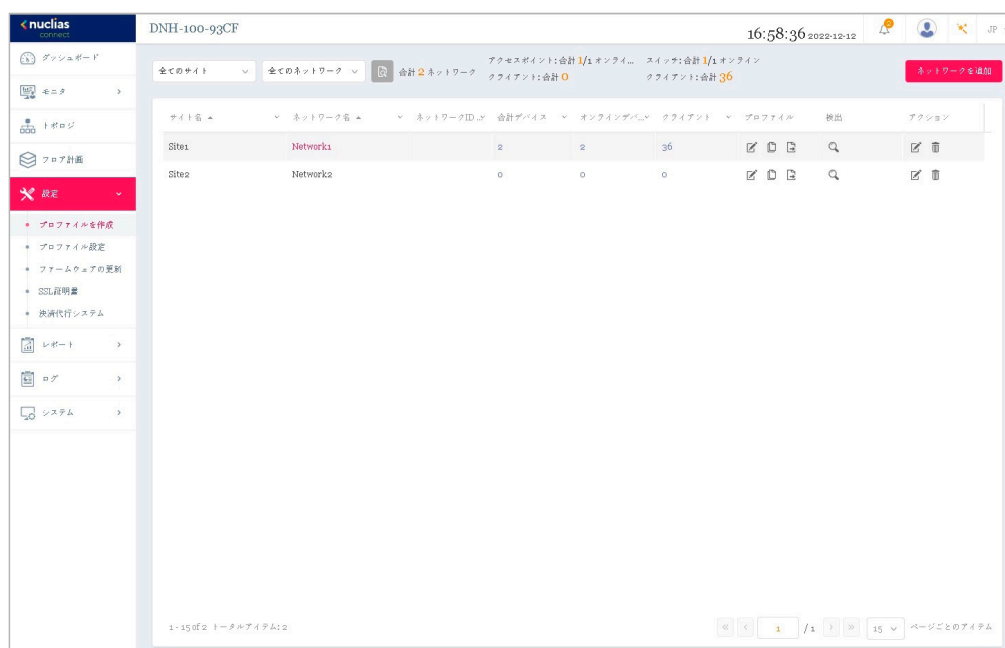 nuclias
connect
DNH-100-93CF
16:58:36 2022-12-12
2
JP
ダッシュボード
モニタ
トポロジ
フロア計画
設定
プロファイルを作成
プロファイル設定
ファームウェアの更新
SSL証明書
決済代行システム
レポート
ログ
システム
全てのサイト
全てのネットワーク
合計 2 ネットワーク
アクセスポイント:合計 1/1 オンライ...
クライアント:合計 0
スイッチ:合計 1/1 オンライン
クライアント:合計 36
ネットワークを追加
サイト名 ネットワーク名 ネットワークID .. 合計デバイス オンラインデバ... クライアント プロファイル 検出 アクション
Site1 Network1 2 2 36
Site2 Network2 0 0 0
1 - 15 of 2 トータルアイテム: 2
1 / 1 15 ページごとのアイテム